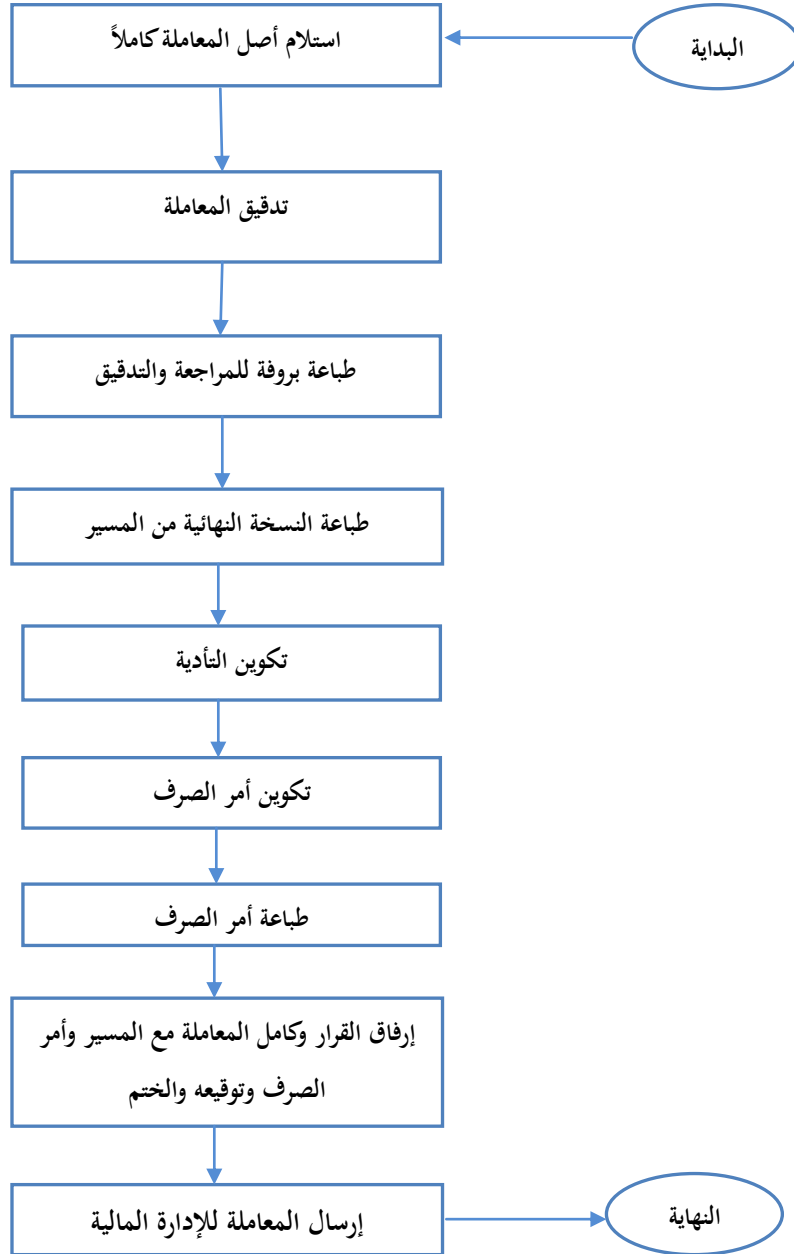 البداية
استلام أصل المعاملة كاملاً
تدقيق المعاملة
طباعة بروفة للمراجعة والتدقيق
طباعة النسخة النهائية من المسير
تكوين التأدية
تكوين أمر الصرف
طباعة أمر الصرف
إرفاق القرار وكامل المعاملة مع المسير وأمر
الصرف وتوقيعه والختم
إرسال المعاملة للإدارة المالية
النهاية